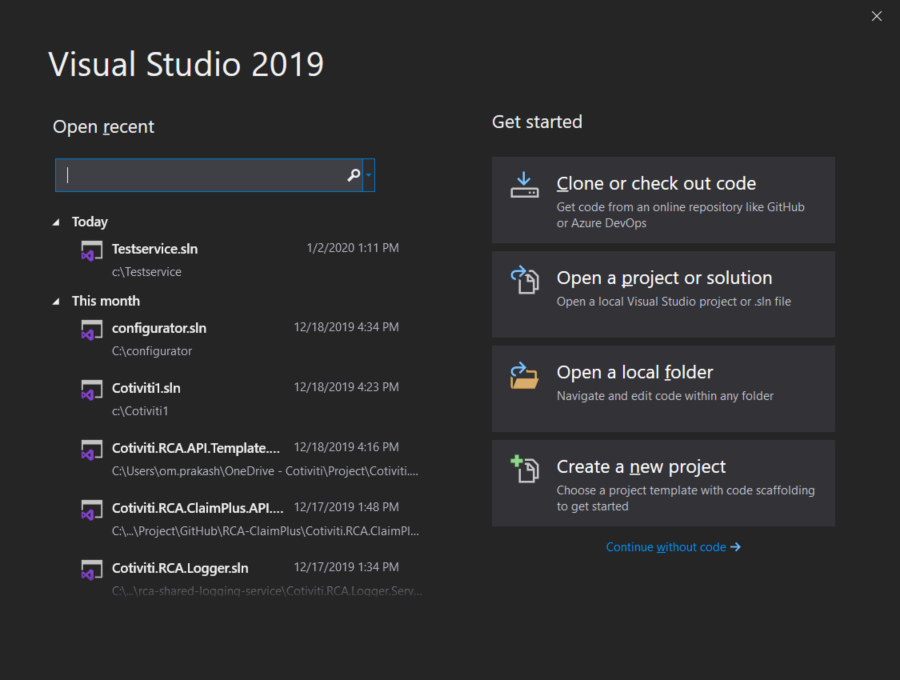 Visual Studio 2019
Open recent
Today
Testservice.sln 1/2/2020 1:11 PM
c:\Testservice
This month
configurator.sln 12/18/2019 4:34 PM
C:\configurator
Cotiviti1.sln 12/18/2019 4:23 PM
c:\Cotiviti1
Cotiviti.RCA.API.Template.... 12/18/2019 4:16 PM
C:\Users\om.prakash\OneDrive - Cotiviti\Project\Cotiviti....
Cotiviti.RCA.ClaimPlus.API.... 12/17/2019 1:48 PM
C:\...\Project\GitHub\RCA-ClaimPlus\Cotiviti.RCA.ClaimPl...
Cotiviti.RCA.Logger.sln 12/17/2019 1:34 PM
C:\...\rca-shared-logging-service\Cotiviti.RCA.Logger.Serv...
Get started
Clone or check out code
Get code from an online repository like GitHub
or Azure DevOps
Open a project or solution
Open a local Visual Studio project or .sln file
Open a local folder
Navigate and edit code within any folder
Create a new project
Choose a project template with code scaffolding
to get started
Continue without code →